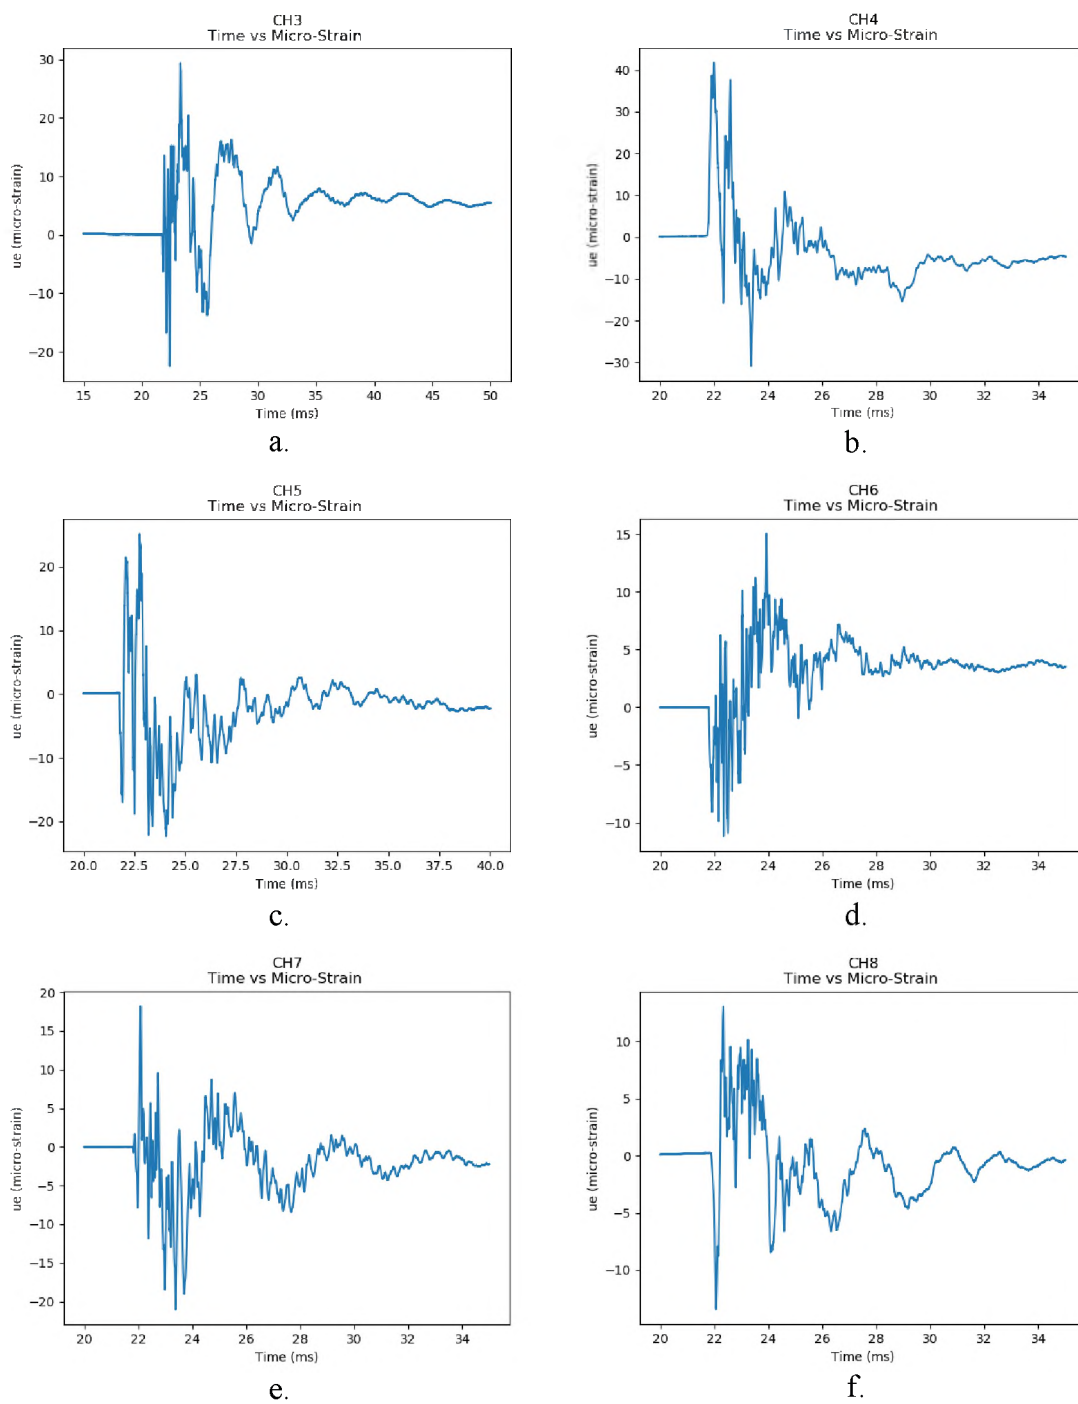 CH3
Time vs Micro-Strain
30
20
10
0
−10
−20
ue (micro-strain)
15 20 25 30 35 40 45 50
Time (ms)
a.
CH4
Time vs Micro-Strain
40
30
20
10
0
−10
−20
−30
ue (micro-strain)
20 22 24 26 28 30 32 34
Time (ms)
b.
CH5
Time vs Micro-Strain
20
10
0
−10
−20
ue (micro-strain)
20.0 22.5 25.0 27.5 30.0 32.5 35.0 37.5 40.0
Time (ms)
c.
CH6
Time vs Micro-Strain
15
10
5
0
−5
−10
ue (micro-strain)
20 22 24 26 28 30 32 34
Time (ms)
d.
CH7
Time vs Micro-Strain
20
15
10
5
0
−5
−10
−15
−20
ue (micro-strain)
20 22 24 26 28 30 32 34
Time (ms)
e.
CH8
Time vs Micro-Strain
10
5
0
−5
−10
ue (micro-strain)
20 22 24 26 28 30 32 34
Time (ms)
f.